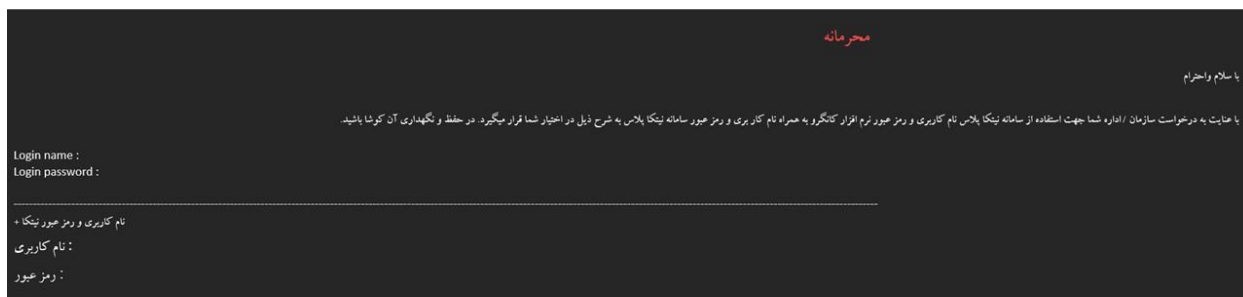 محرمانه
با سلام واحترام
با عنایت به درخواست سازمان /اداره شما جهت استفاده از سامانه نیتکا پلاس نام کاربری و رمز عبور نرم افزار کانگرو به همراه نام کار بری و رمز عبور سامانه نیتکا پلاس به شرح ذیل در اختیار شما قرار میگیرد. در حفظ و نگهداری آن کوشا باشید.
Login name :
Login password :
نام کاربری و رمز عبور نیتکا +
نام کاربری :
رمز عبور :